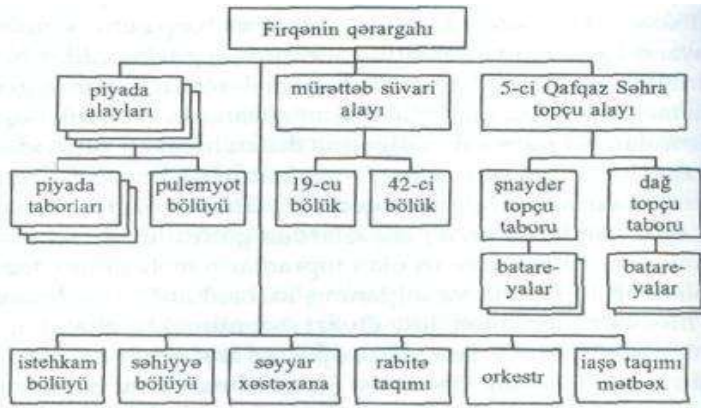 Firqənin qərargahı
piyada
alayları
mürəttəb süvari
alayı
5-ci Qafqaz Səhra
topçu alayı
piyada
taborları
pulemyot
bölüyü
19-cu
bölük
42-ci
bölük
şnayder
topçu
taboru
dağ
topçu
taboru
batare-
yalar
batare-
yalar
istehkam
bölüyü
səhiyyə
bölüyü
səyyar
xəstəxana
rabitə
taqımı
orkestr
iaşə taqımı
mətbəx